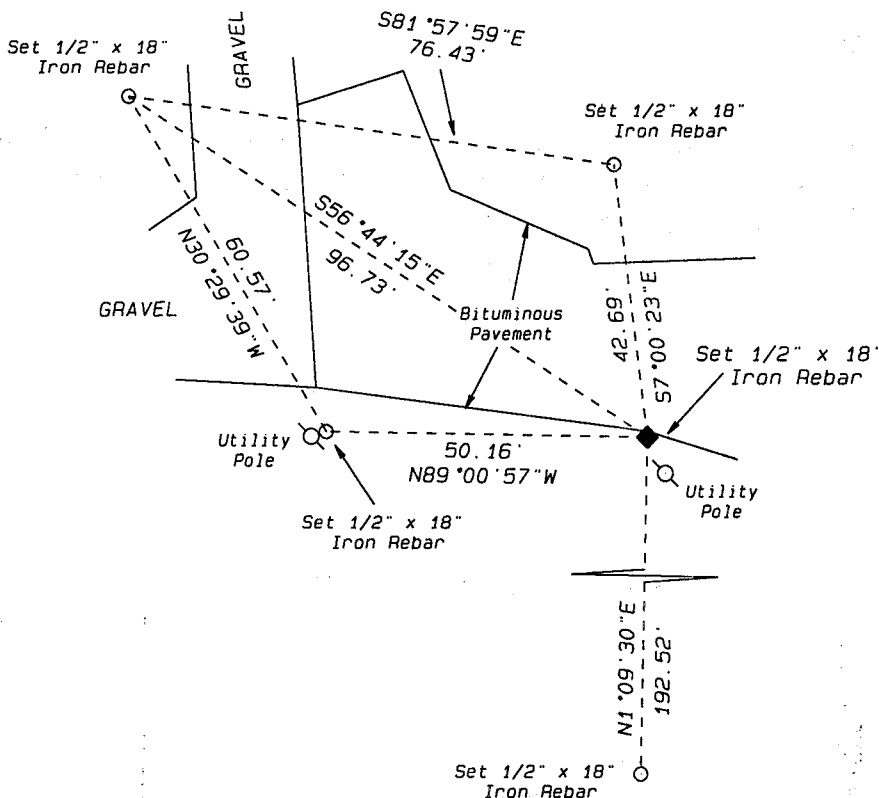 S81°57'59"E
76.43'
GRAVEL
Set 1/2" x 18"
Iron Rebar
Set 1/2" x 18"
Iron Rebar
S56°44'15"E
96.73'
60.57'
N30°29'39"W
GRAVEL
Bituminous
Pavement
42.69'
S7°00'23"E
Set 1/2" x 18"
Iron Rebar
Utility
Pole
50.16'
N89°00'57"W
Utility
Pole
Set 1/2" x 18"
Iron Rebar
N1°09'30"E
192.52'
Set 1/2" x 18"
Iron Rebar